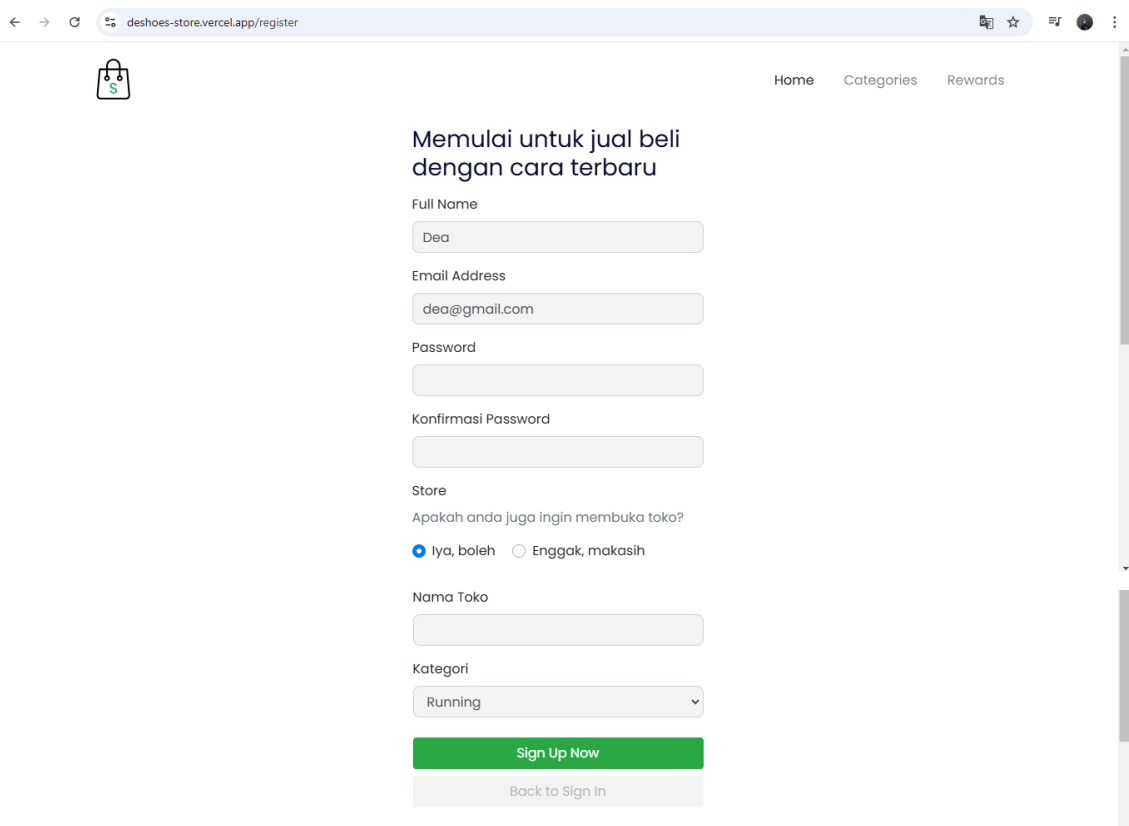 deshoes-store.vercel.app/register
S
Home Categories Rewards
Memulai untuk jual beli
dengan cara terbaru
Full Name
Dea
Email Address
dea@gmail.com
Password
Konfirmasi Password
Store
Apakah anda juga ingin membuka toko?
Iya, boleh Enggak, makasih
Nama Toko
Kategori
Running
Sign Up Now
Back to Sign In